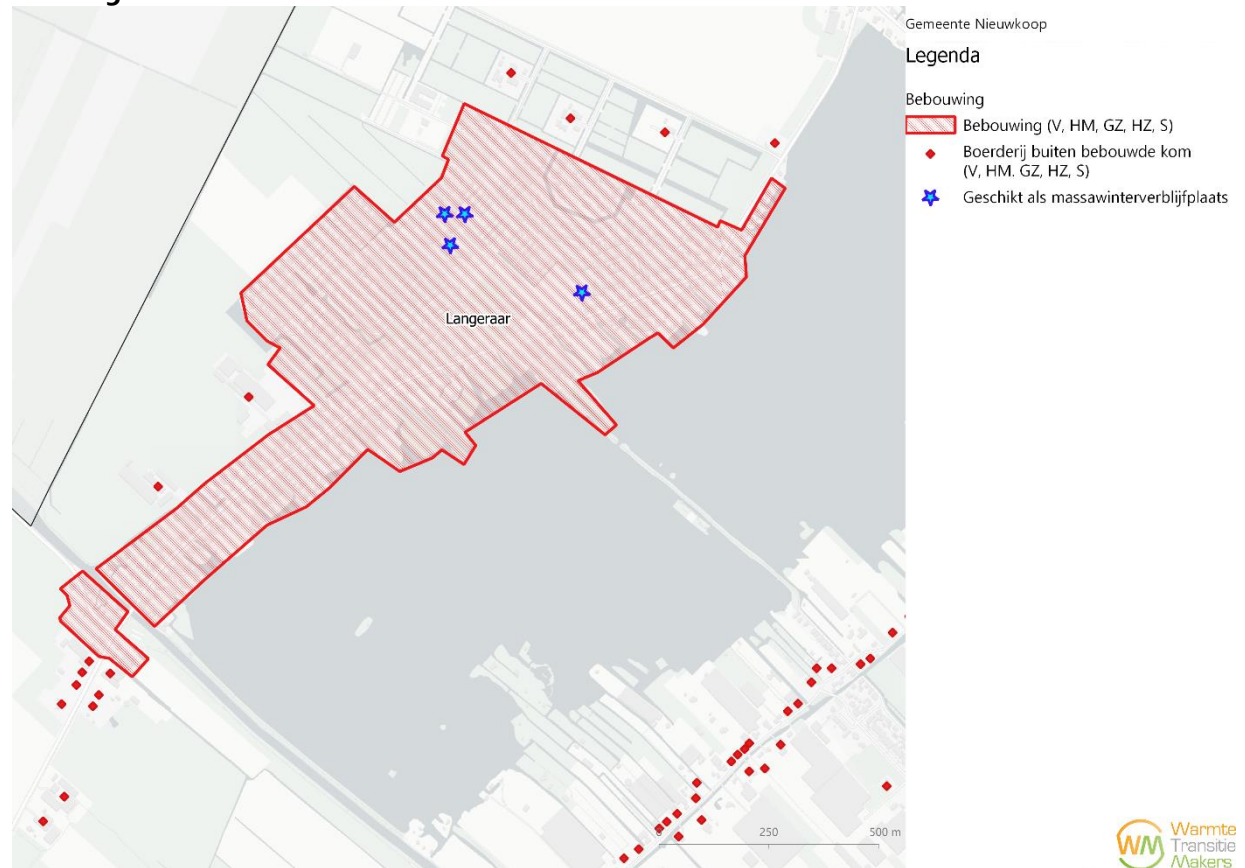 Gemeente Nieuwkoop
Legenda
Bebouwing
Bebouwing (V, HM, GZ, HZ, S)
Boerderij buiten bebouwde kom
(V, HM. GZ, HZ, S)
Geschikt als massawinterverblijfplaats
Langeraar
0 250 500 m
WM
Warmte
Transitie
Makers